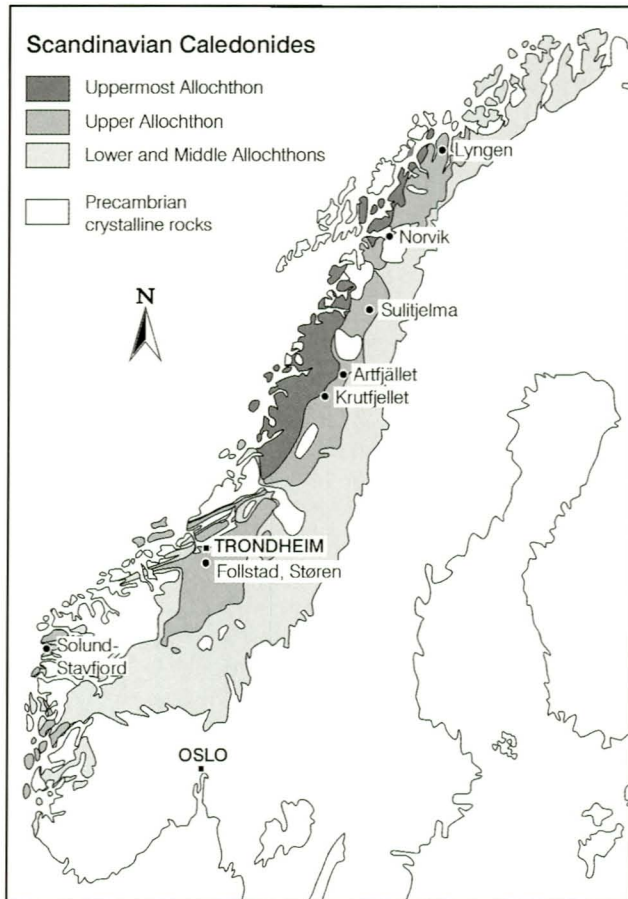 Scandinavian Caledonides
Uppermost Allochthon
Upper Allochthon
Lower and Middle Allochthons
Precambrian
crystalline rocks
N
Lyngen
Norvik
Sulitjelma
Artfjället
Krutfjellet
TRONDHEIM
Follstad, Støren
Solund-
Stavfjord
OSLO